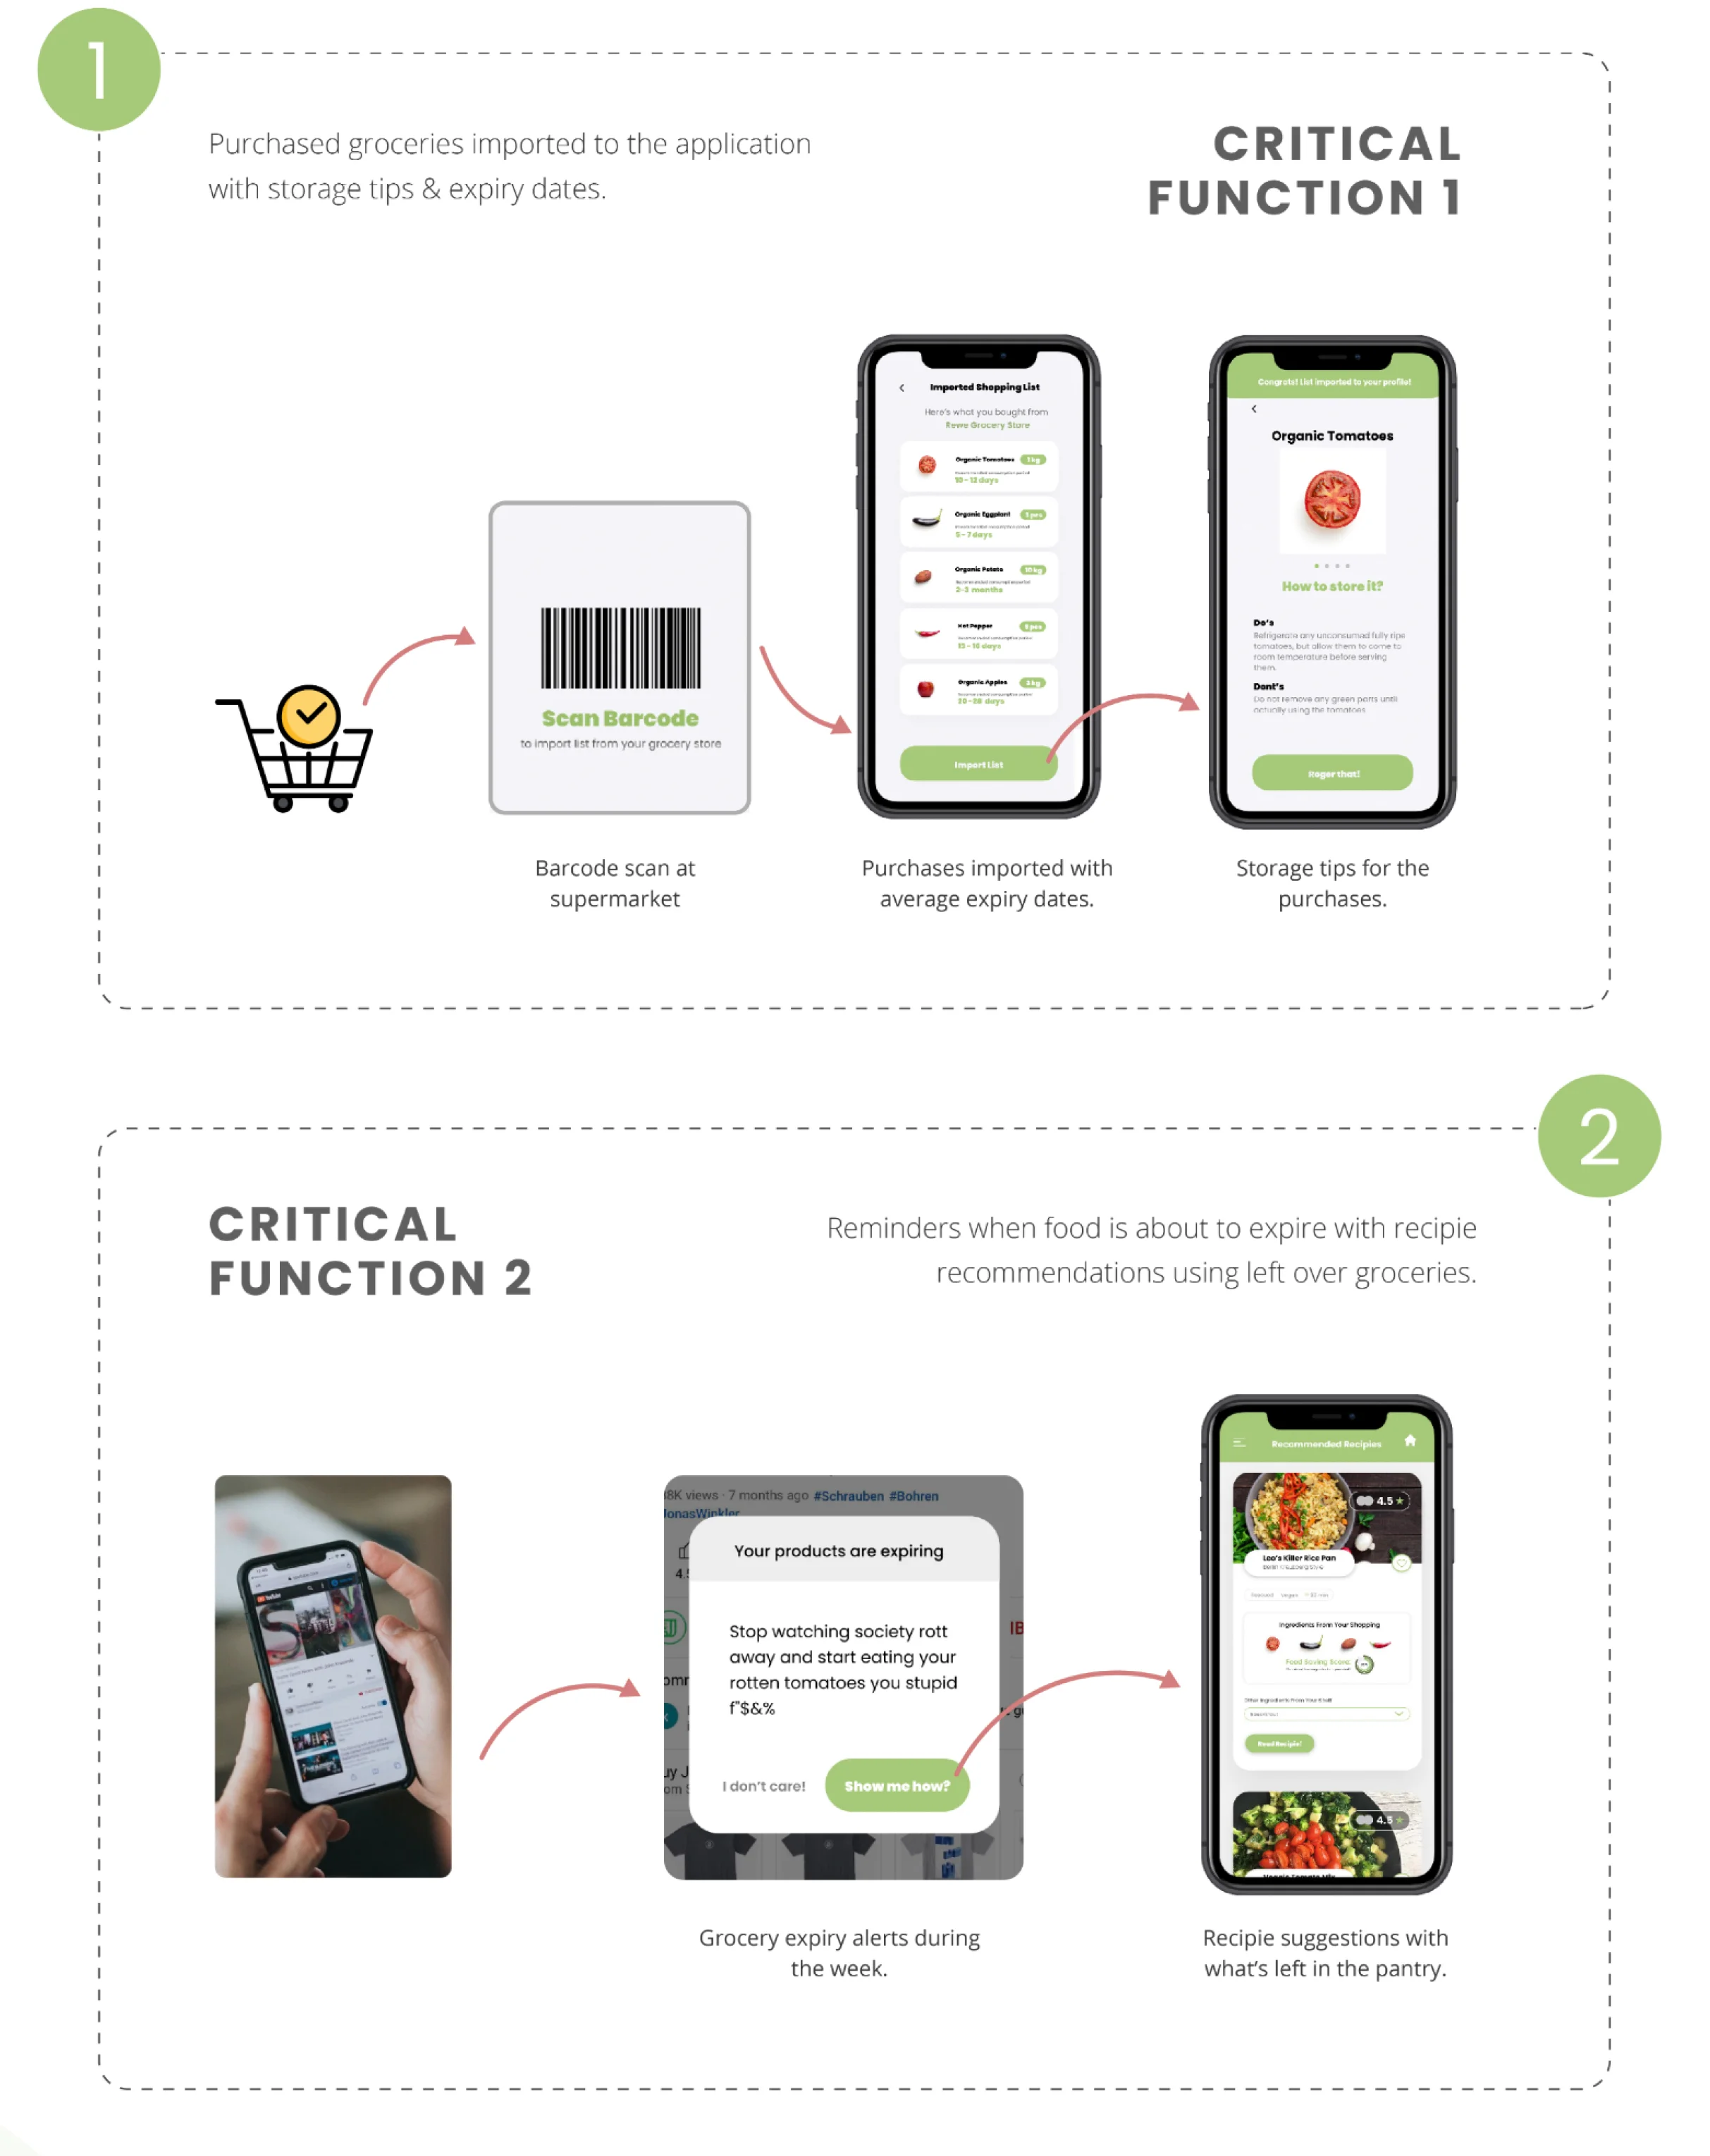 1
Purchased groceries imported to the application
with storage tips & expiry dates.
CRITICAL
FUNCTION 1
Scan Barcode
to import list from your grocery store
Barcode scan at
supermarket
Imported Shopping List
Here's what you bought from
Rewe Grocery Store
Organic Tomatoes 1 kg
10 - 12 days
Organic Eggplant
5 - 7 days
Organic Potato 10 kg
2-3 months
Hot Pepper
Organic Apples
20 -28 days
Import List
Purchases imported with
average expiry dates.
Congrats! List imported to your profile!
Organic Tomatoes
How to store it?
Do's
Refrigerate any unconsumed fully ripe
tomatoes, but allow them to come to
room temperature before serving
them.
Dont's
Do not remove any green parts until
actually using the tomatoes
Roger that!
Storage tips for the
purchases.
2
CRITICAL
FUNCTION 2
Reminders when food is about to expire with recipie
recommendations using left over groceries.
8K views · 7 months ago #Schrauben #Bohren
JonasWinkler
Your products are expiring
Stop watching society rott
away and start eating your
rotten tomatoes you stupid
f"$&%
I don't care! Show me how?
Grocery expiry alerts during
the week.
Recommended Recipies
4.5
Leo's Killer Rice Pan
Ingredients From Your Shopping
Food Saving Score:
Read Recipie!
4.5
Recipie suggestions with
what's left in the pantry.